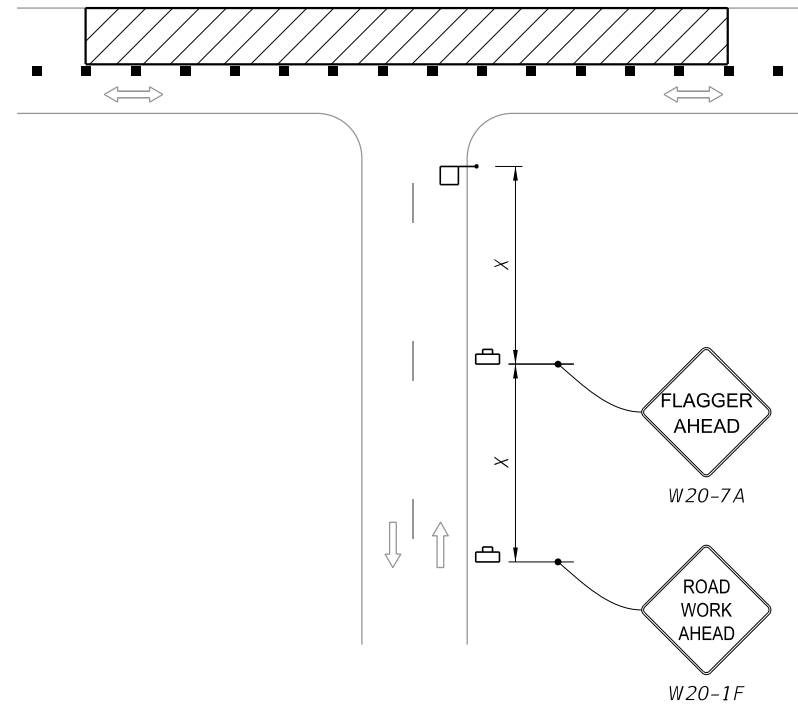 X
FLAGGER
AHEAD
W20-7A
X
ROAD
WORK
AHEAD
W20-1F